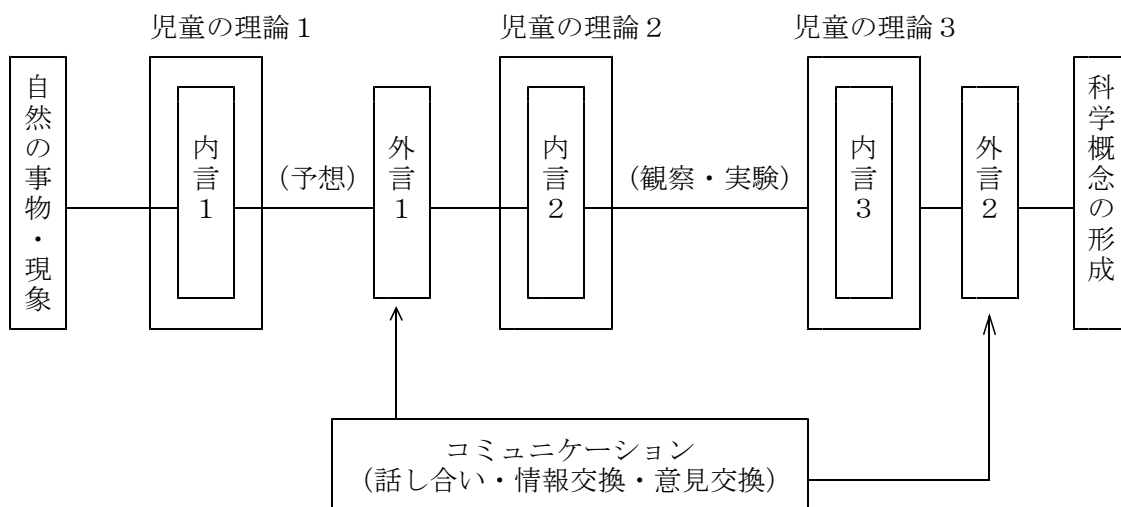 児童の理論１
児童の理論２
児童の理論３
自然の事物・現象
内言１
（予想）
外言１
内言２
（観察・実験）
内言３
外言２
科学概念の形成
コミュニケーション
（話し合い・情報交換・意見交換）